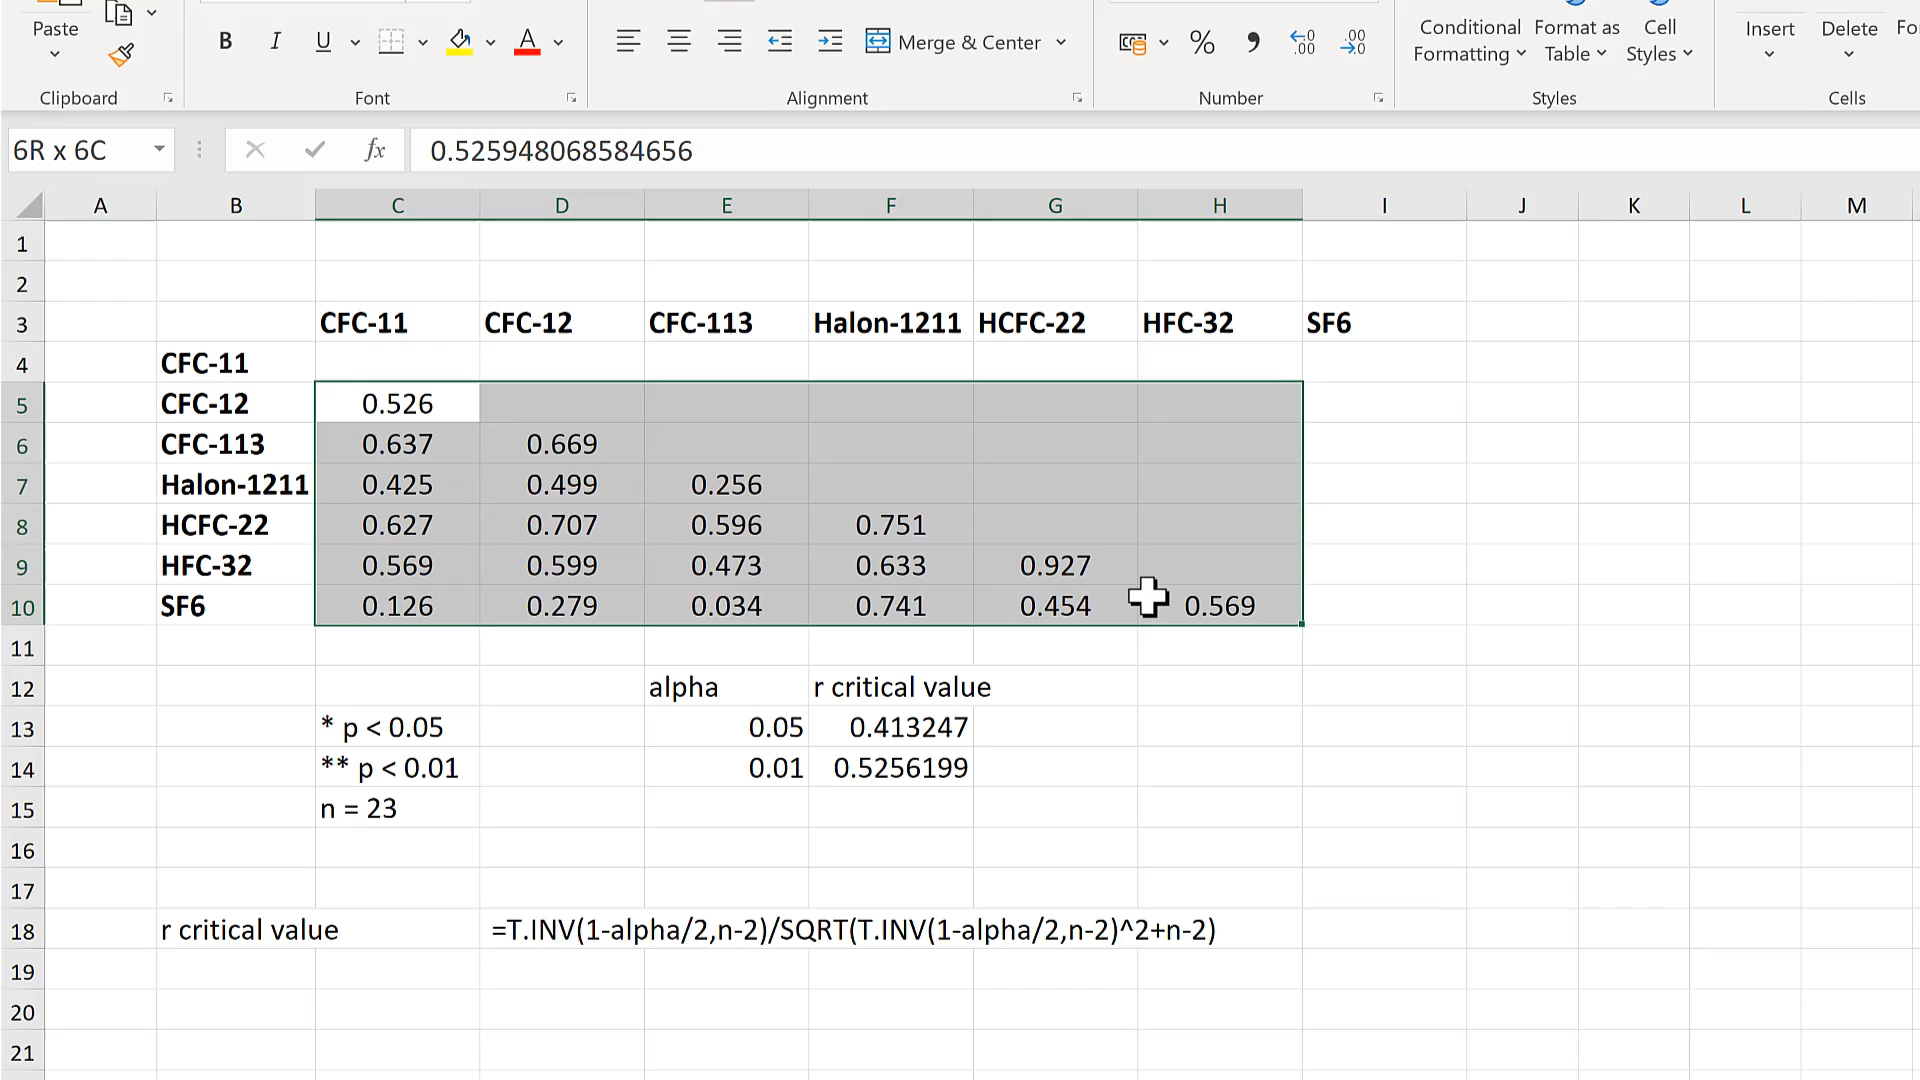 Paste
B I U A
Merge & Center
% , .00 .00
Conditional Formatting
Format as Table
Cell Styles
Insert
Delete
Clipboard Font Alignment Number Styles Cells
6R x 6C fx 0.525948068584656
A B C D E F G H I J K L M
1
2
3 CFC-11 CFC-12 CFC-113 Halon-1211 HCFC-22 HFC-32 SF6
4 CFC-11
5 CFC-12 0.526
6 CFC-113 0.637 0.669
7 Halon-1211 0.425 0.499 0.256
8 HCFC-22 0.627 0.707 0.596 0.751
9 HFC-32 0.569 0.599 0.473 0.633 0.927
10 SF6 0.126 0.279 0.034 0.741 0.454 0.569
11
12 alpha r critical value
13 * p < 0.05 0.05 0.413247
14 ** p < 0.01 0.01 0.5256199
15 n = 23
16
17
18 r critical value =T.INV(1-alpha/2,n-2)/SQRT(T.INV(1-alpha/2,n-2)^2+n-2)
19
20
21